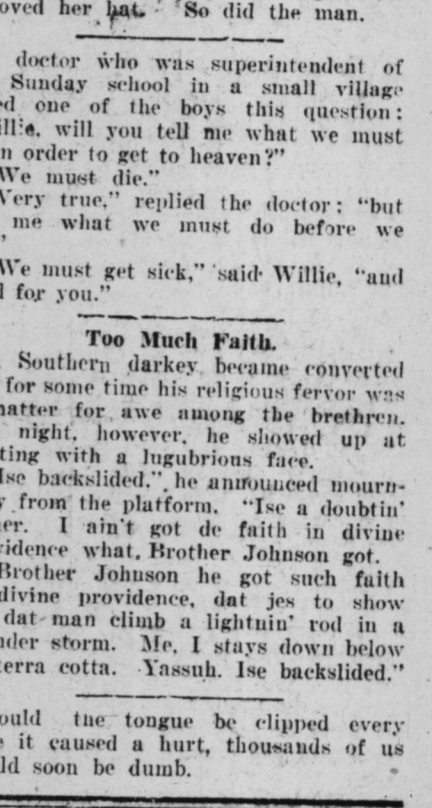 oved her hat. So did the man.
doctor who was superintendent of
Sunday school in a small village
ed one of the boys this question:
illie, will you tell me what we must
n order to get to heaven?"
We must die."
Very true," replied the doctor; "but
me what we must do before we
"
We must get sick," said Willie, "and
d for you."
Too Much Faith.
Southern darkey became converted
for some time his religious fervor was
matter for awe among the brethren.
night, however, he showed up at
ting with a lugubrious face.
Ise backslided," he announced mourn-
y from the platform. "Ise a doubtin'
er. I ain't got de faith in divine
vidence what Brother Johnson got.
Brother Johnson he got such faith
divine providence, dat jes to show
dat man climb a lightnin' rod in a
nder storm. Me, I stays down below
terra cotta. Yassuh. Ise backslided."
ould the tongue be clipped every
e it caused a hurt, thousands of us
ld soon be dumb.